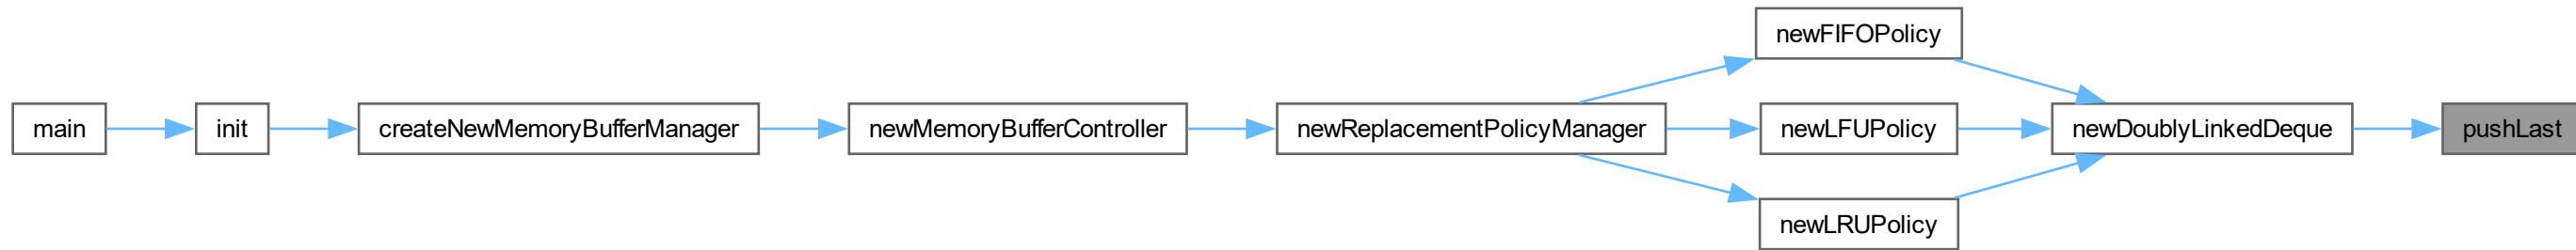 main
init
createNewMemoryBufferManager
newMemoryBufferController
newReplacementPolicyManager
newFIFOPolicy
newLFUPolicy
newLRUPolicy
newDoublyLinkedDeque
pushLast